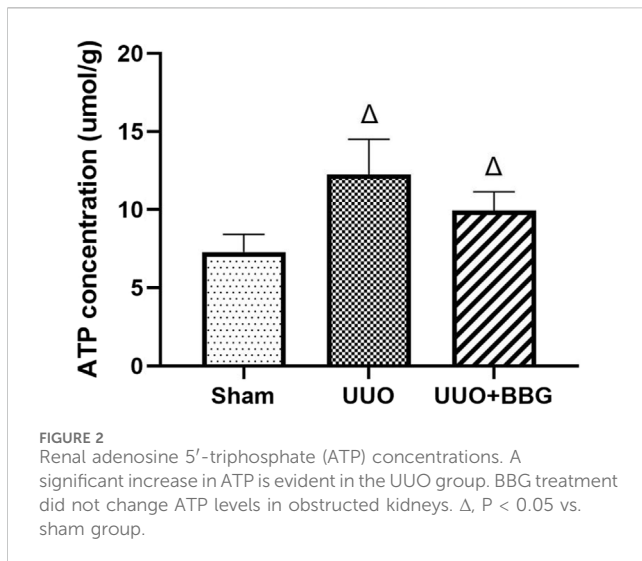 20
15
10
5
0
ATP concentration (umol/g)
Δ
Δ
Sham UUO UUO+BBG
FIGURE 2
Renal adenosine 5′-triphosphate (ATP) concentrations. A
significant increase in ATP is evident in the UUO group. BBG treatment
did not change ATP levels in obstructed kidneys. Δ, P < 0.05 vs.
sham group.